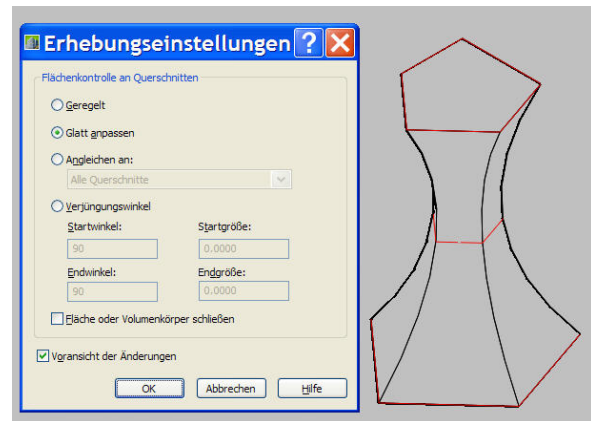 Erhebungseinstellungen
Flächenkontrolle an Querschnitten
Geregelt
Glatt anpassen
Angleichen an:
Alle Querschnitte
Verjüngungswinkel
Startwinkel: Startgröße:
90 0.0000
Endwinkel: Endgröße:
90 0.0000
Fläche oder Volumenkörper schließen
Voransicht der Änderungen
OK Abbrechen Hilfe